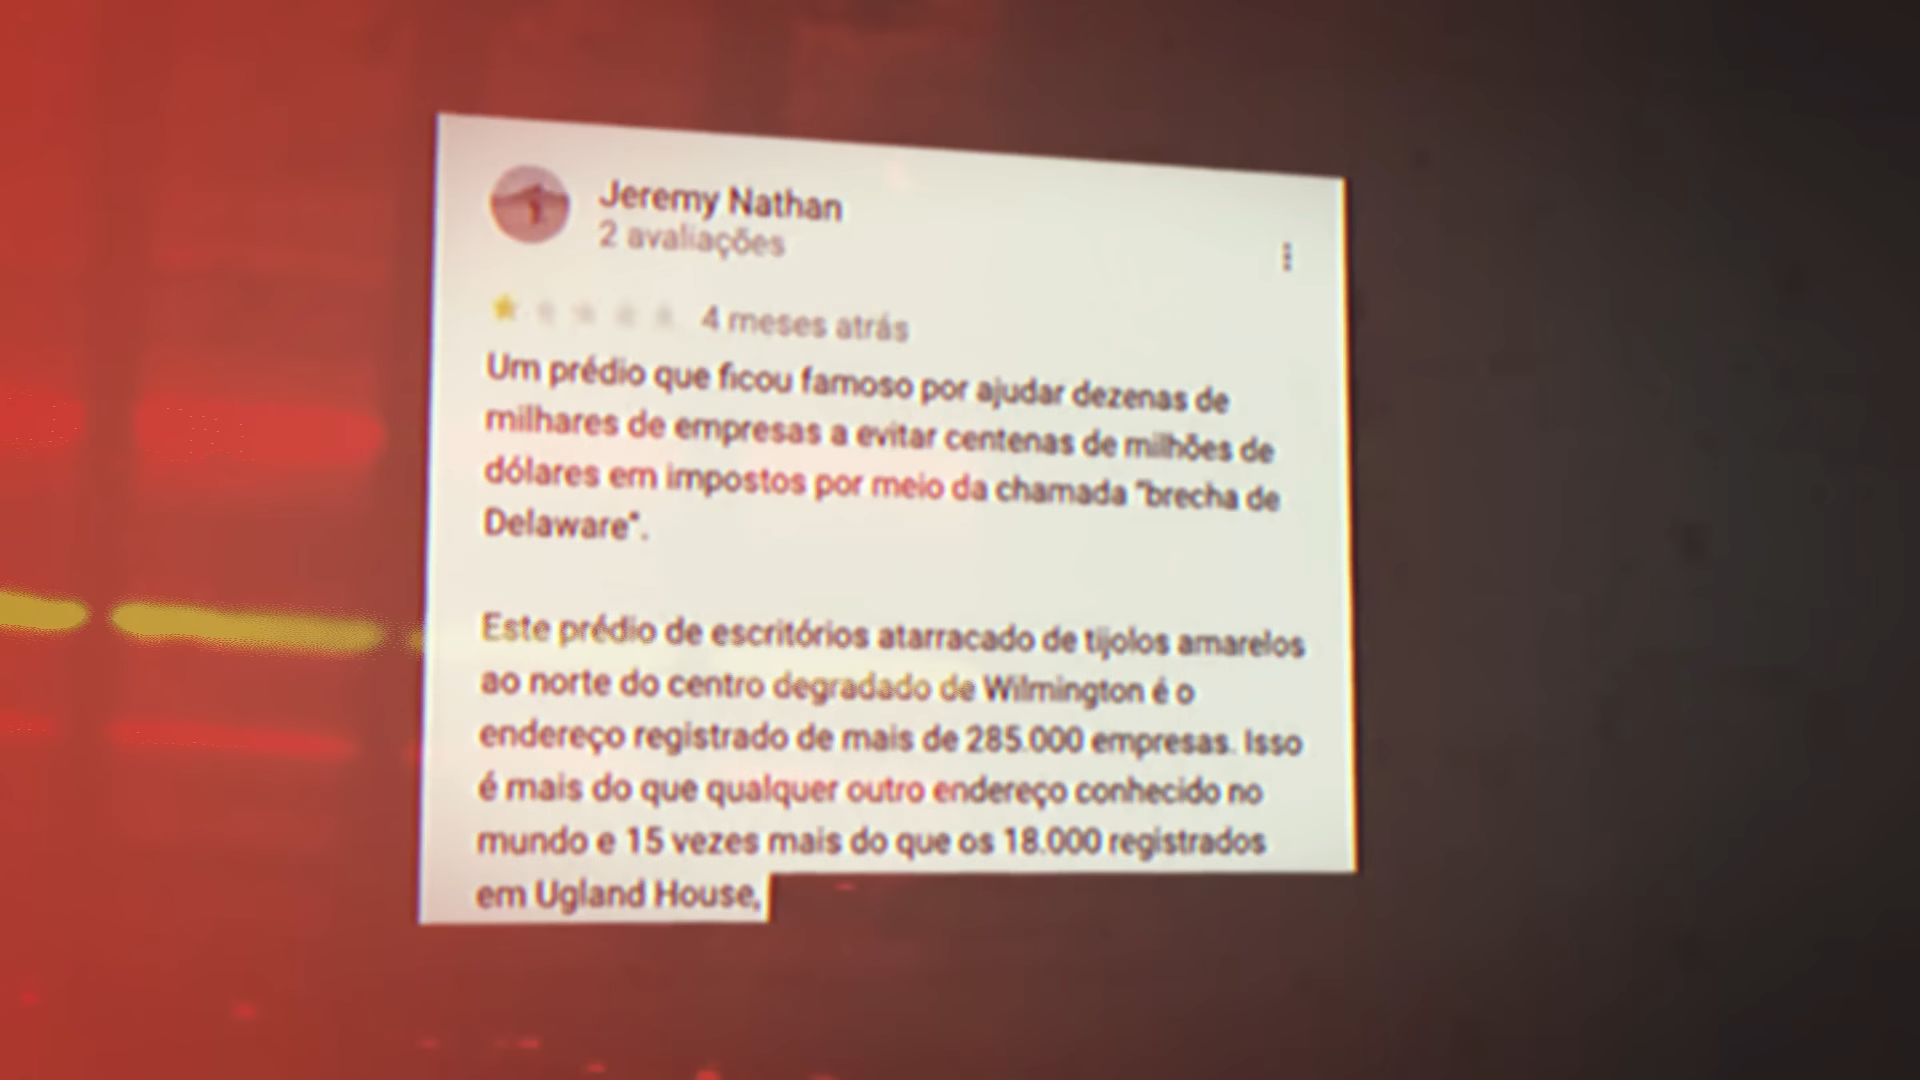 Jeremy Nathan
2 avaliações
4 meses atrás
Um prédio que ficou famoso por ajudar dezenas de
milhares de empresas a evitar centenas de milhões de
dólares em impostos por meio da chamada "brecha de
Delaware".
Este prédio de escritórios atarracado de tijolos amarelos
ao norte do centro degradado de Wilmington é o
endereço registrado de mais de 285.000 empresas. Isso
é mais do que qualquer outro endereço conhecido no
mundo e 15 vezes mais do que os 18.000 registrados
em Ugland House,